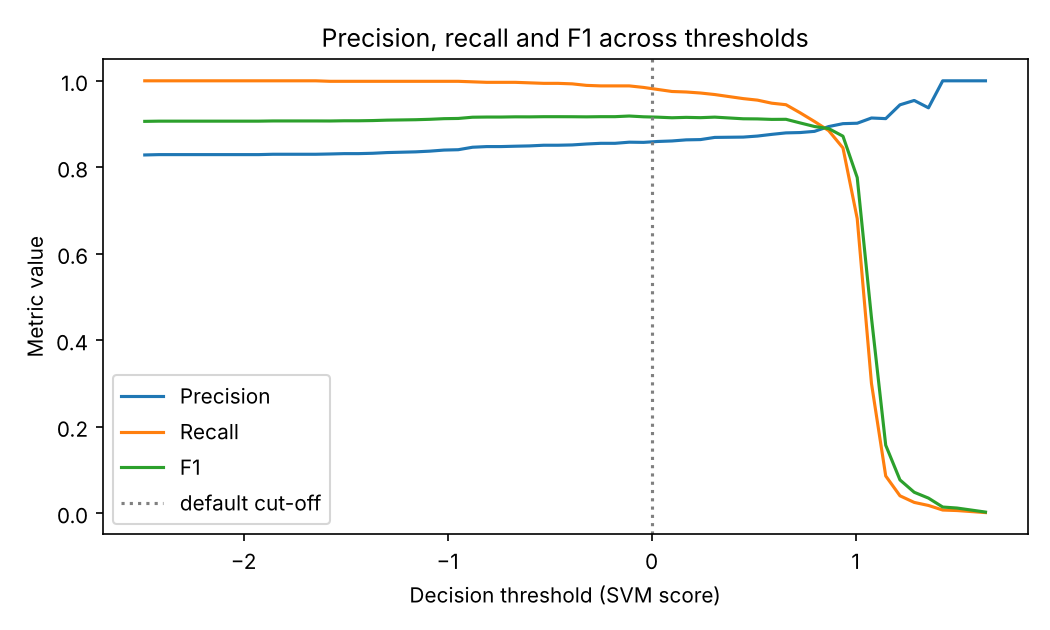 Precision, recall and F1 across thresholds
Metric value
1.0
0.8
0.6
0.4
0.2
0.0
Precision
Recall
F1
default cut-off
−2
−1
0
1
Decision threshold (SVM score)